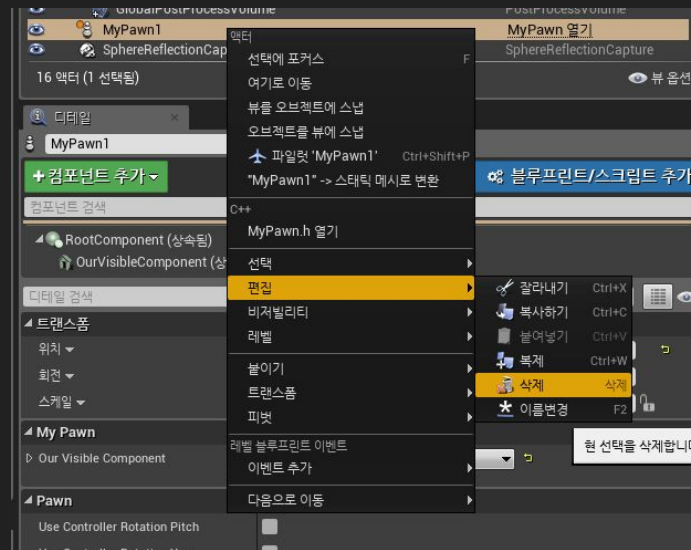 GlobalPostProcessVolume PostProcessVolume
MyPawn1 MyPawn 열기
SphereReflectionCap SphereReflectionCapture
16 액터 (1 선택됨) 뷰 옵션
디테일
MyPawn1
컴포넌트 추가
블루프린트/스크립트 추가
컴포넌트 검색
RootComponent (상속됨)
OurVisibleComponent (상
디테일 검색
트랜스폼
위치
회전
스케일
My Pawn
Our Visible Component
Pawn
Use Controller Rotation Pitch
액터
선택에 포커스 F
여기로 이동
뷰를 오브젝트에 스냅
오브젝트를 뷰에 스냅
파일럿 'MyPawn1' Ctrl+Shift+P
"MyPawn1" -> 스태틱 메시로 변환
C++
MyPawn.h 열기
선택
편집
비저빌리티
레벨
붙이기
트랜스폼
피벗
레벨 블루프린트 이벤트
이벤트 추가
다음으로 이동
잘라내기 Ctrl+X
복사하기 Ctrl+C
붙여넣기 Ctrl+V
복제 Ctrl+W
삭제 삭제
이름변경 F2
현 선택을 삭제합니